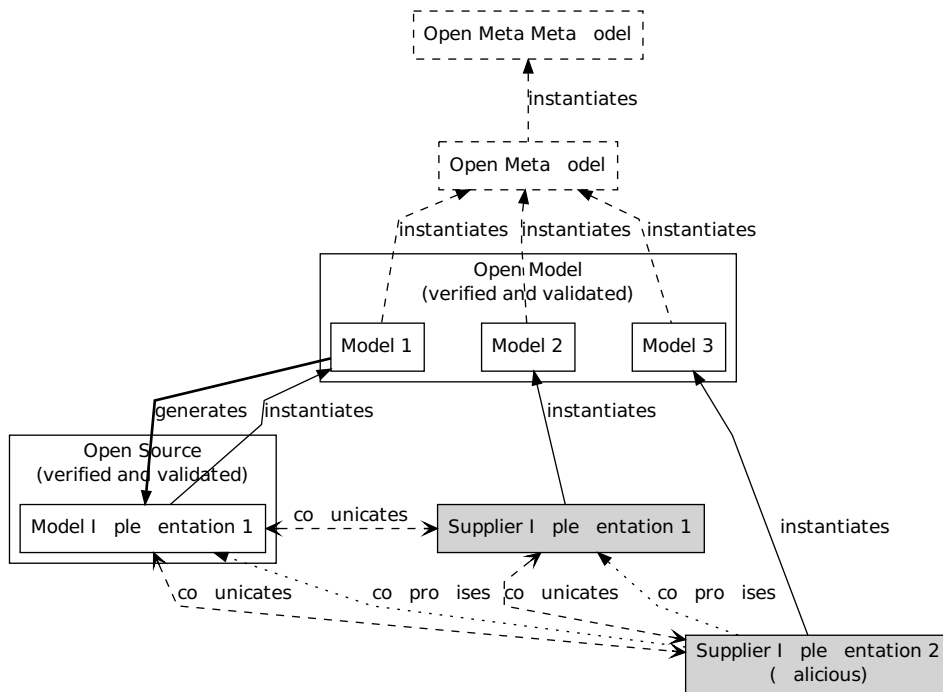 Open Meta Meta odel
instantiates
Open Meta odel
instantiates instantiates instantiates
Open Model
(verified and validated)
Model 1 Model 2 Model 3
generates instantiates instantiates
Open Source
(verified and validated)
Model I ple entation 1
co unicates
Supplier I ple entation 1
instantiates
co unicates co pro ises co unicates co pro ises
Supplier I ple entation 2
( alicious)